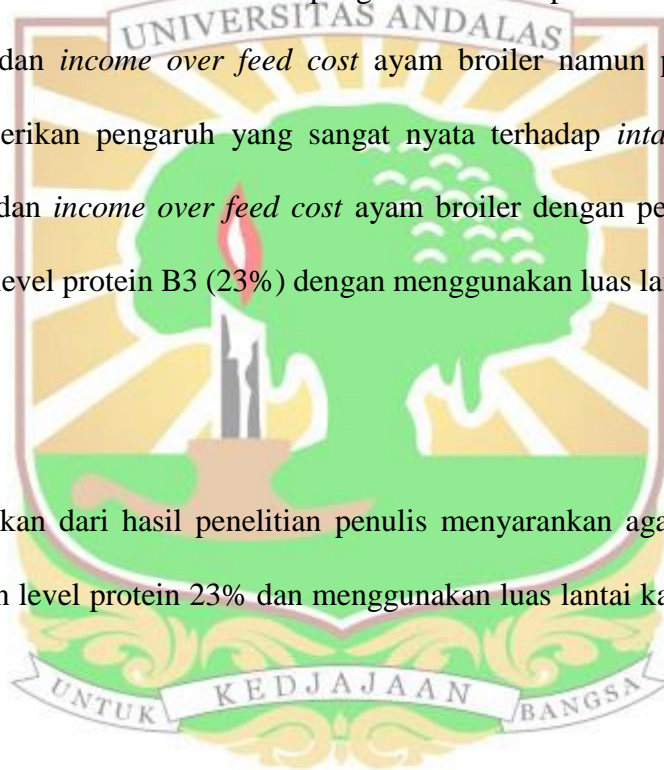 UNIVERSITAS ANDALAS
dan income over feed cost ayam broiler namun p
erikan pengaruh yang sangat nyata terhadap inta
dan income over feed cost ayam broiler dengan pe
level protein B3 (23%) dengan menggunakan luas la
kan dari hasil penelitian penulis menyarankan aga
n level protein 23% dan menggunakan luas lantai ka
UNTUK KEDJAJAAN BANGSA